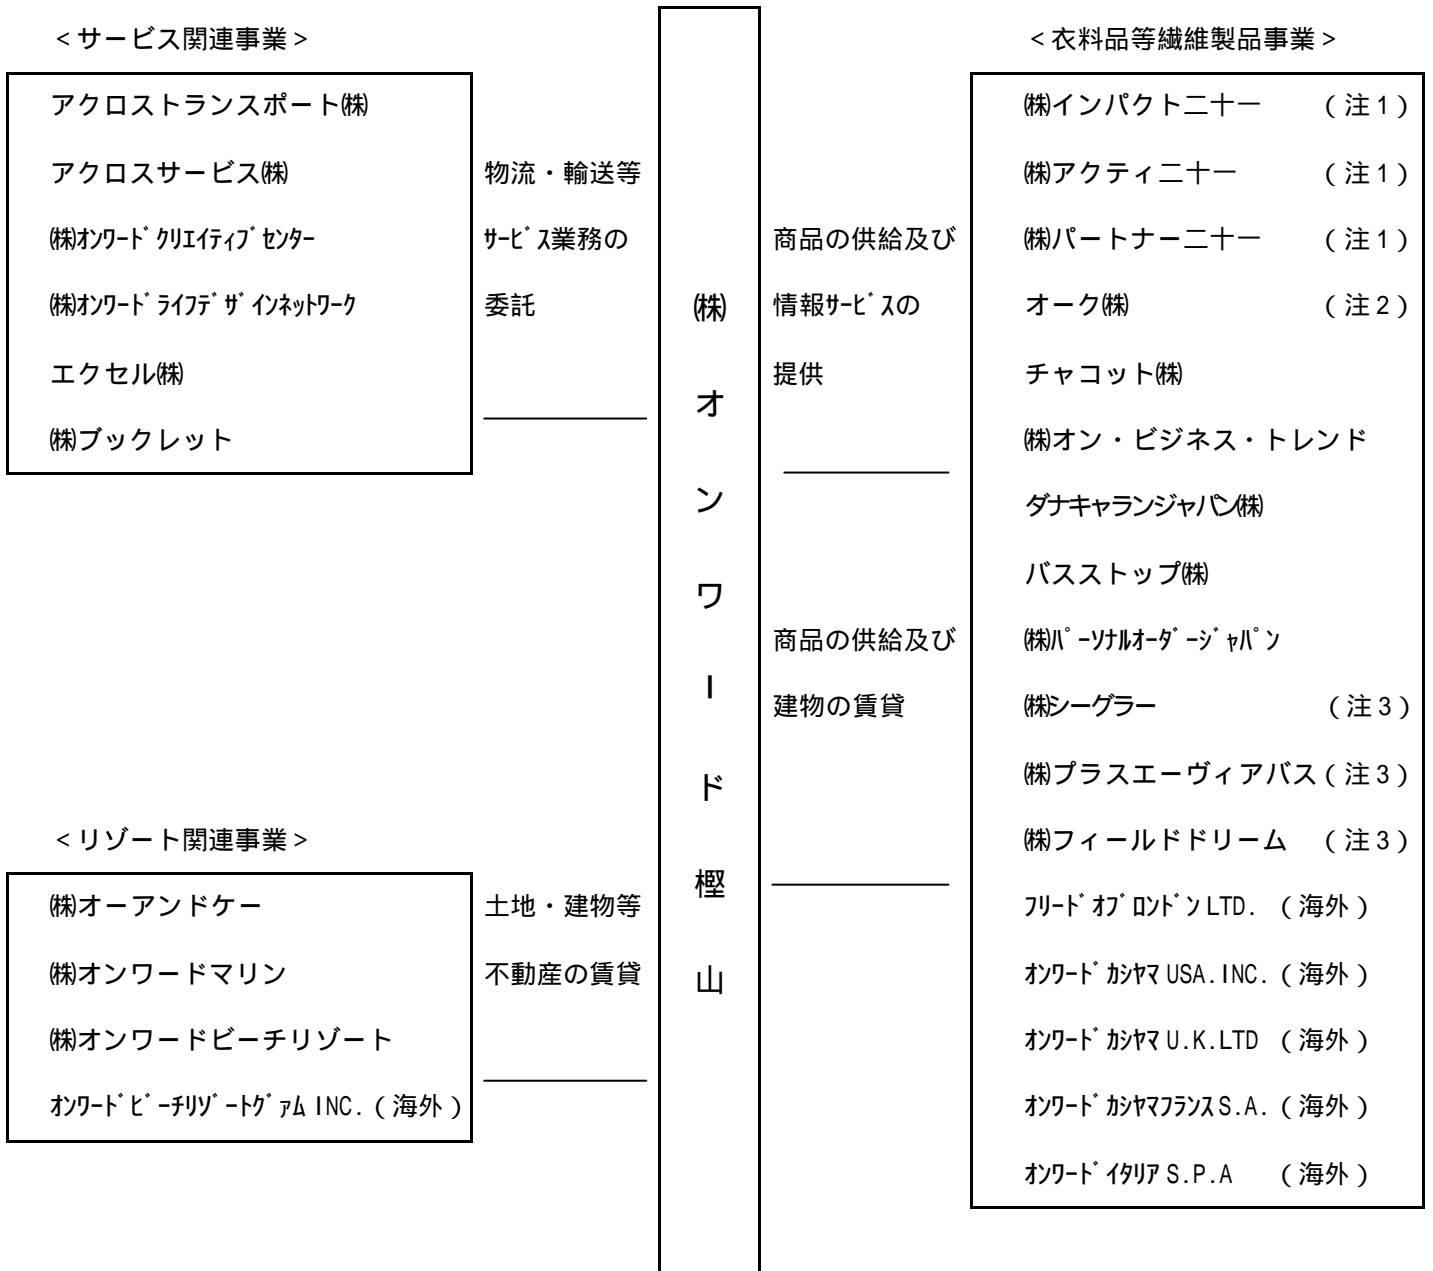 ＜サービス関連事業＞
アクロストランスポート㈱
アクロスサービス㈱
㈱ｵﾝﾜｰﾄﾞｸﾘｴｲﾃｨﾌﾞｾﾝﾀｰ
㈱ｵﾝﾜｰﾄﾞﾗｲﾌﾃﾞｻﾞｲﾝﾈｯﾄﾜｰｸ
エクセル㈱
㈱ブックレット
物流・輸送等
ｻｰﾋﾞｽ業務の
委託
＜リゾート関連事業＞
㈱オーアンドケー
㈱オンワードマリン
㈱オンワードビーチリゾート
ｵﾝﾜｰﾄﾞﾋﾞｰﾁﾘｿﾞｰﾄｸﾞｧﾑINC.（海外）
土地・建物等
不動産の賃貸
㈱オンワード樫山
商品の供給及び
情報ｻｰﾋﾞｽの
提供
商品の供給及び
建物の賃貸
＜衣料品等繊維製品事業＞
㈱インパクト二十一　（注１）
㈱アクティ二十一　（注１）
㈱パートナー二十一　（注１）
オーク㈱　（注２）
チャコット㈱
㈱オン・ビジネス・トレンド
ダナキャランジャパン㈱
バスストップ㈱
㈱ﾊﾟｰｿﾅﾙｵｰﾀﾞｰｼﾞｬﾊﾟﾝ
㈱シーグラー　（注３）
㈱プラスエーヴィアバス（注３）
㈱フィールドドリーム　（注３）
ﾌﾘｰﾄﾞｵﾌﾞﾛﾝﾄﾞﾝLTD.（海外）
ｵﾝﾜｰﾄﾞｶｼﾔﾏUSA.INC.（海外）
ｵﾝﾜｰﾄﾞｶｼﾔﾏU.K.LTD（海外）
ｵﾝﾜｰﾄﾞｶｼﾔﾏﾌﾗﾝｽS.A.（海外）
ｵﾝﾜｰﾄﾞｲﾀﾘｱS.P.A　（海外）